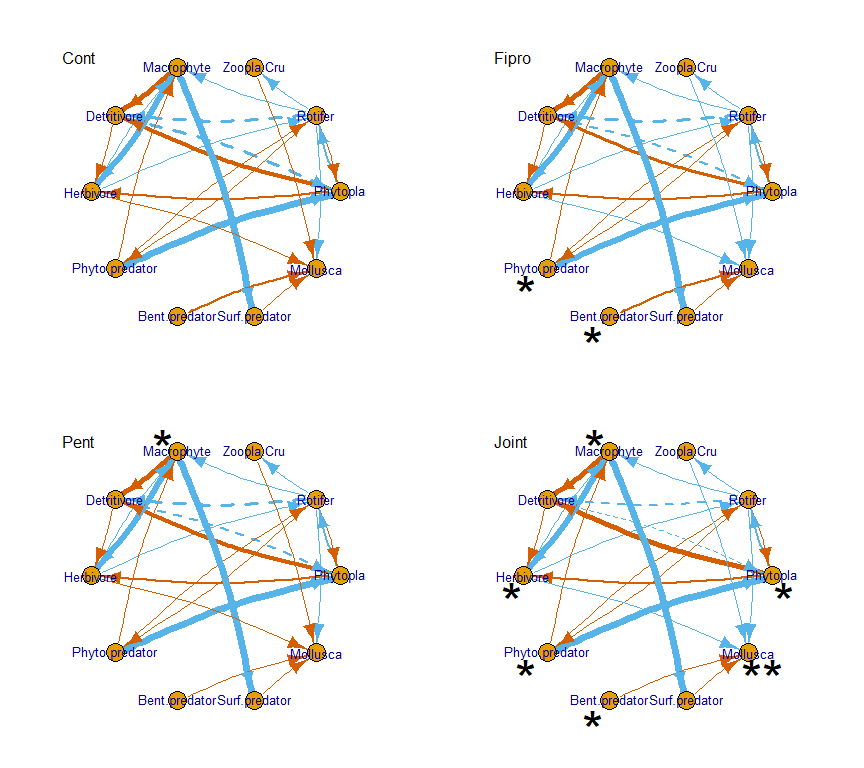 Cont
Macrophyte Zoopla.Cru
Detritivore Rotifer
Herbivore Phytopla
Phyto.predator Mollusca
Bent.predator Surf.predator
Fipro
Macrophyte Zoopla.Cru
Detritivore Rotifer
Herbivore Phytopla
Phyto.predator Mollusca
*
Bent.predator Surf.predator
*
Pent
*
Macrophyte Zoopla.Cru
Detritivore Rotifer
Herbivore Phytopla
Phyto.predator Mollusca
Bent.predator Surf.predator
Joint
*
Macrophyte Zoopla.Cru
Detritivore Rotifer
Herbivore Phytopla
* *
Phyto.predator Mollusca
* **
Bent.predator Surf.predator
*